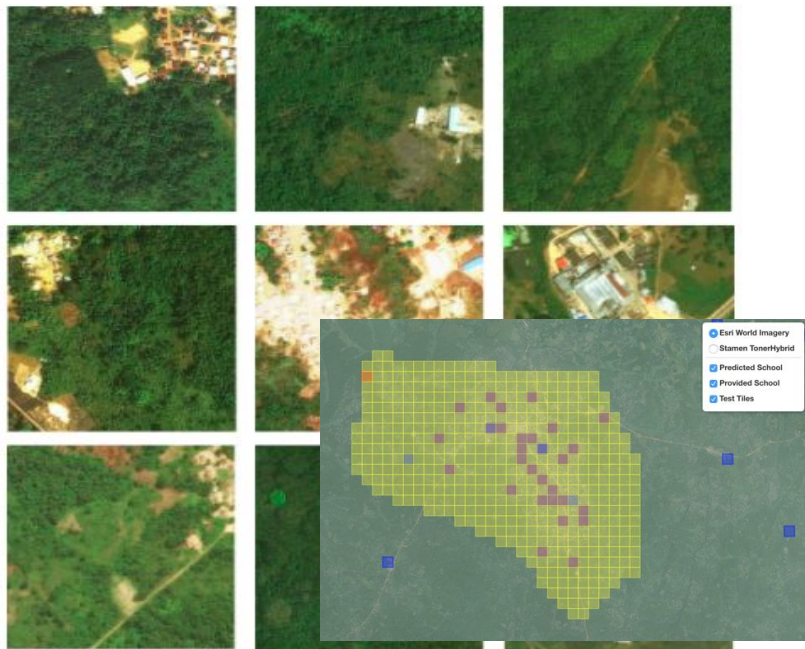 Esri World Imagery
Stamen TonerHybrid
Predicted School
Provided School
Test Tiles